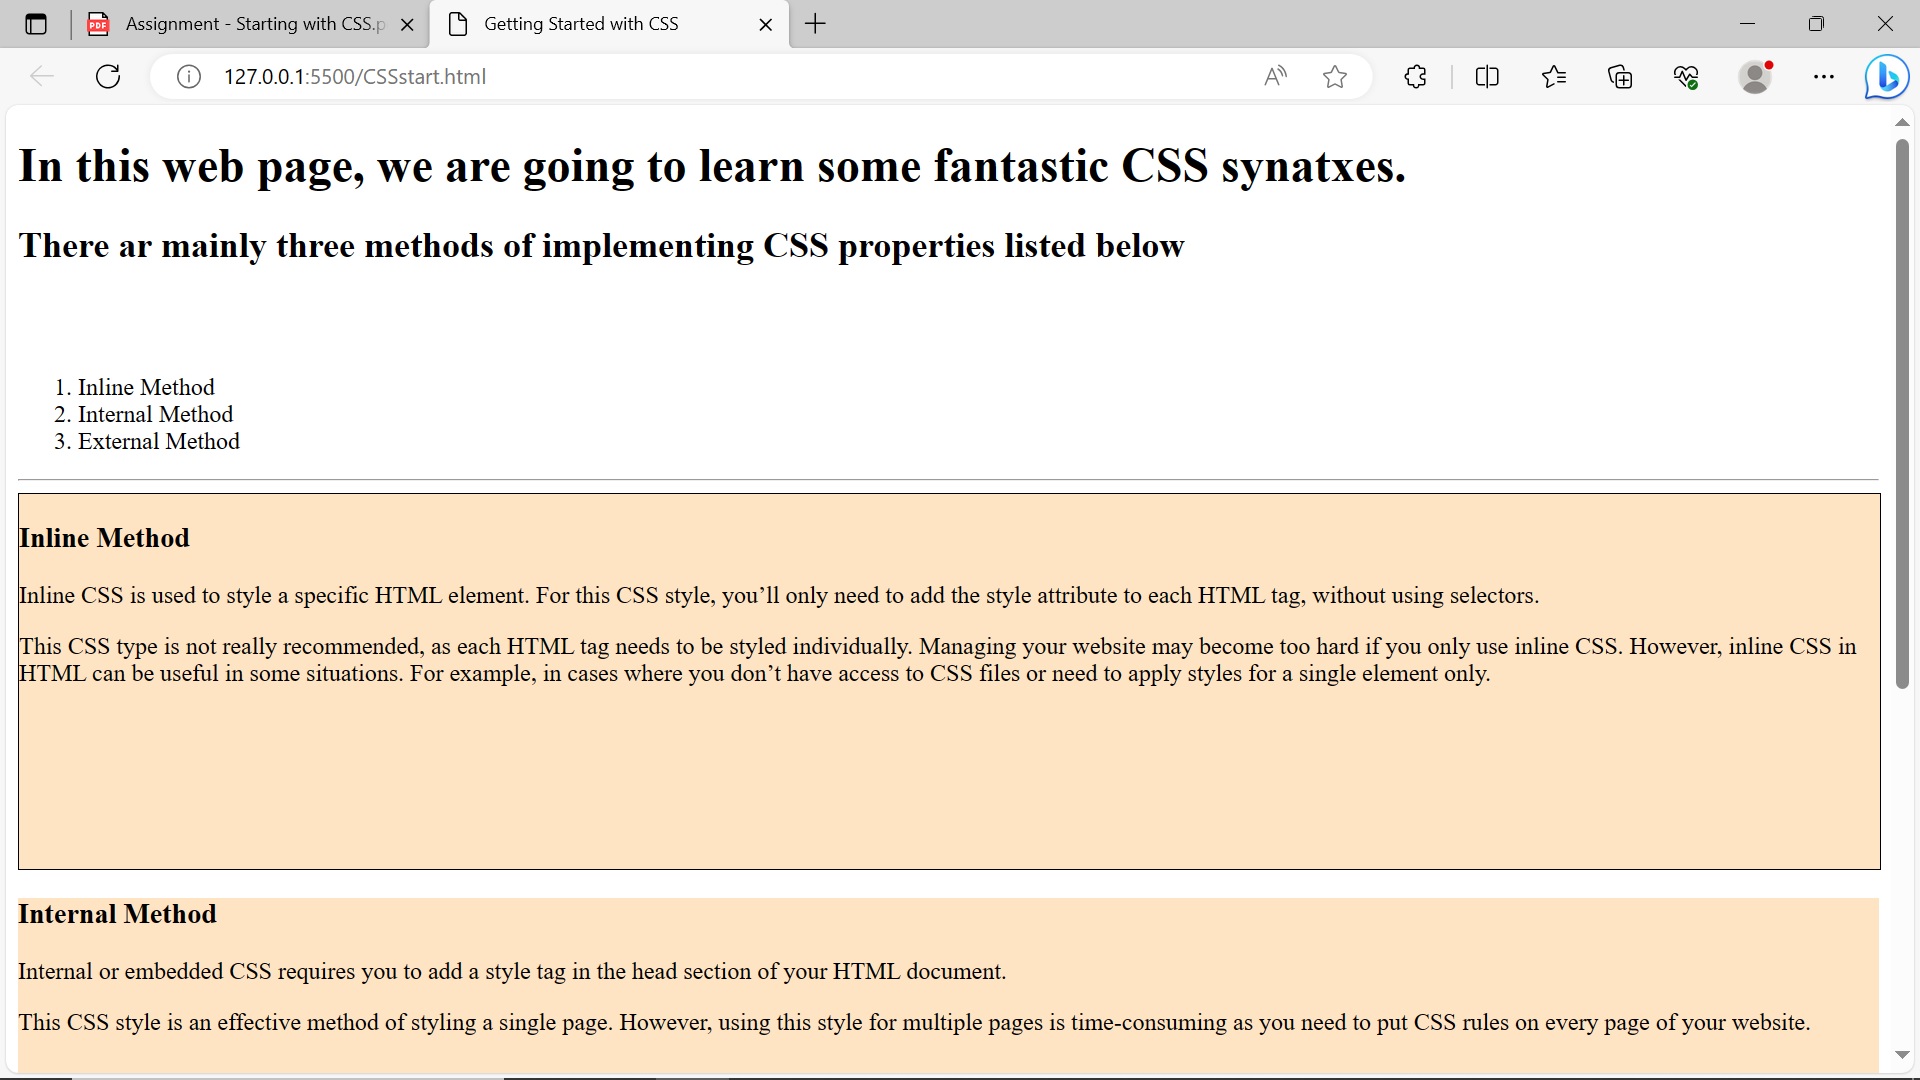 Assignment - Starting with CSS.p
Getting Started with CSS
127.0.0.1:5500/CSSstart.html
In this web page, we are going to learn some fantastic CSS synatxes.
There ar mainly three methods of implementing CSS properties listed below
1. Inline Method
2. Internal Method
3. External Method
Inline Method
Inline CSS is used to style a specific HTML element. For this CSS style, you’ll only need to add the style attribute to each HTML tag, without using selectors.
This CSS type is not really recommended, as each HTML tag needs to be styled individually. Managing your website may become too hard if you only use inline CSS. However, inline CSS in
HTML can be useful in some situations. For example, in cases where you don’t have access to CSS files or need to apply styles for a single element only.
Internal Method
Internal or embedded CSS requires you to add a style tag in the head section of your HTML document.
This CSS style is an effective method of styling a single page. However, using this style for multiple pages is time-consuming as you need to put CSS rules on every page of your website.